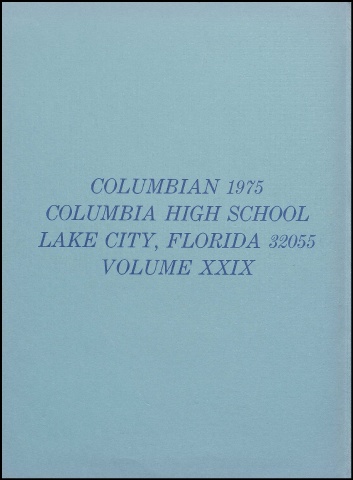 COLUMBIAN 1975
COLUMBIA HIGH SCHOOL
LAKE CITY, FLORIDA 32055
VOLUME XXIX